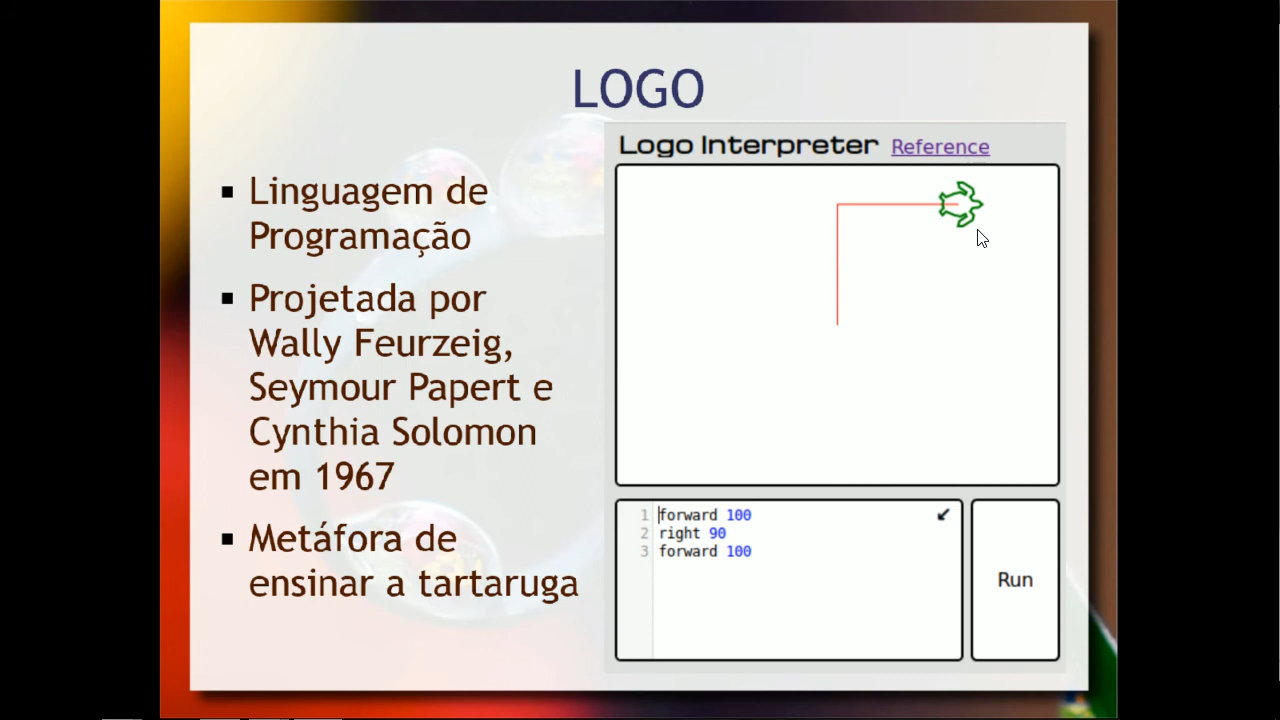 LOGO
Linguagem de
Programação
Projetada por
Wally Feurzeig,
Seymour Papert e
Cynthia Solomon
em 1967
Metáfora de
ensinar a tartaruga
Logo Interpreter Reference
1 forward 100
2 right 90
3 forward 100
Run